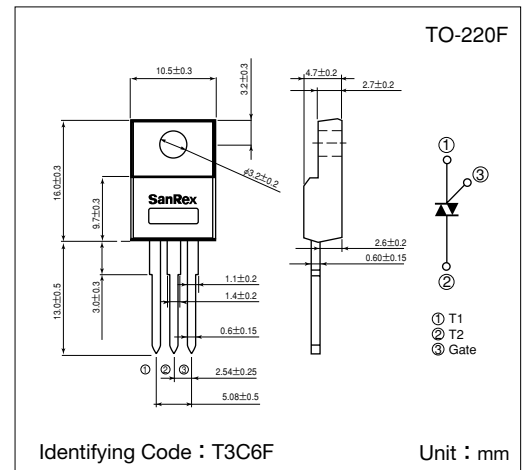 TO-220F
10.5±0.3
3.2±0.3
4.7±0.2
2.7±0.2
φ3.2±0.2
16.0±0.3
9.7±0.3
SanRex
13.0±0.5
3.0±0.3
1.1±0.2
1.4±0.2
0.6±0.15
2.6±0.2
0.60±0.15
① ② ③
2.54±0.25
5.08±0.5
①
③
②
① T1
② T2
③ Gate
Identifying Code：T3C6F
Unit：mm